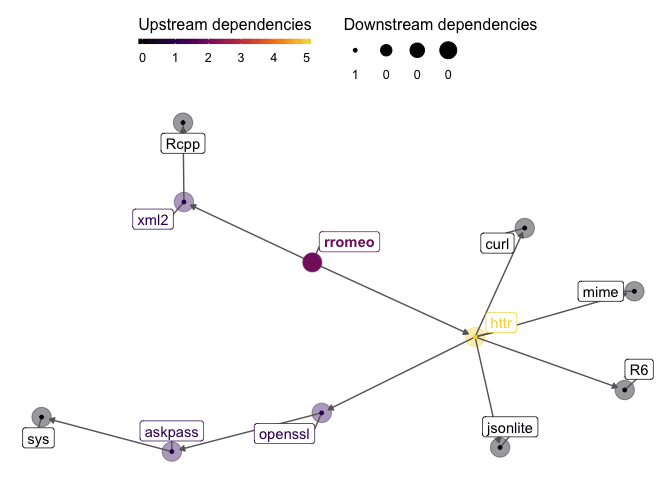 Upstream dependencies Downstream dependencies
0 1 2 3 4 5 1 0 0 0
Rcpp
xml2
rromeo
curl
mime
httr
R6
jsonlite
askpass
openssl
sys